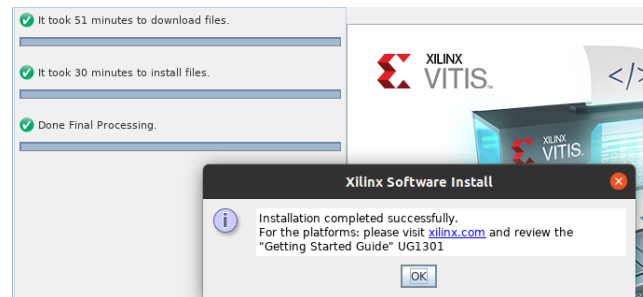 It took 51 minutes to download files.
It took 30 minutes to install files.
Done Final Processing.
XILINX
VITIS™
</>
XILINX
VITIS
Xilinx Software Install
Installation completed successfully.
For the platforms: please visit xilinx.com and review the
"Getting Started Guide" UG1301
OK